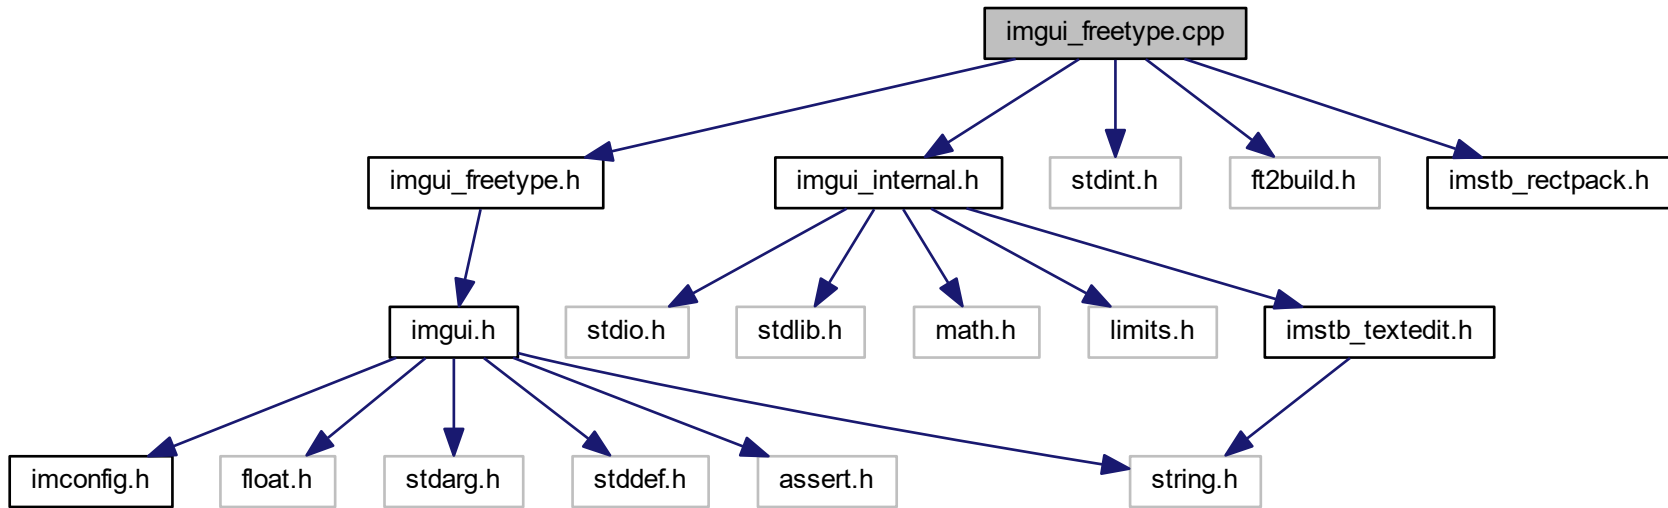 imgui_freetype.cpp
imgui_freetype.h
imgui_internal.h
stdint.h
ft2build.h
imstb_rectpack.h
imgui.h
stdio.h
stdlib.h
math.h
limits.h
imstb_textedit.h
imconfig.h
float.h
stdarg.h
stddef.h
assert.h
string.h